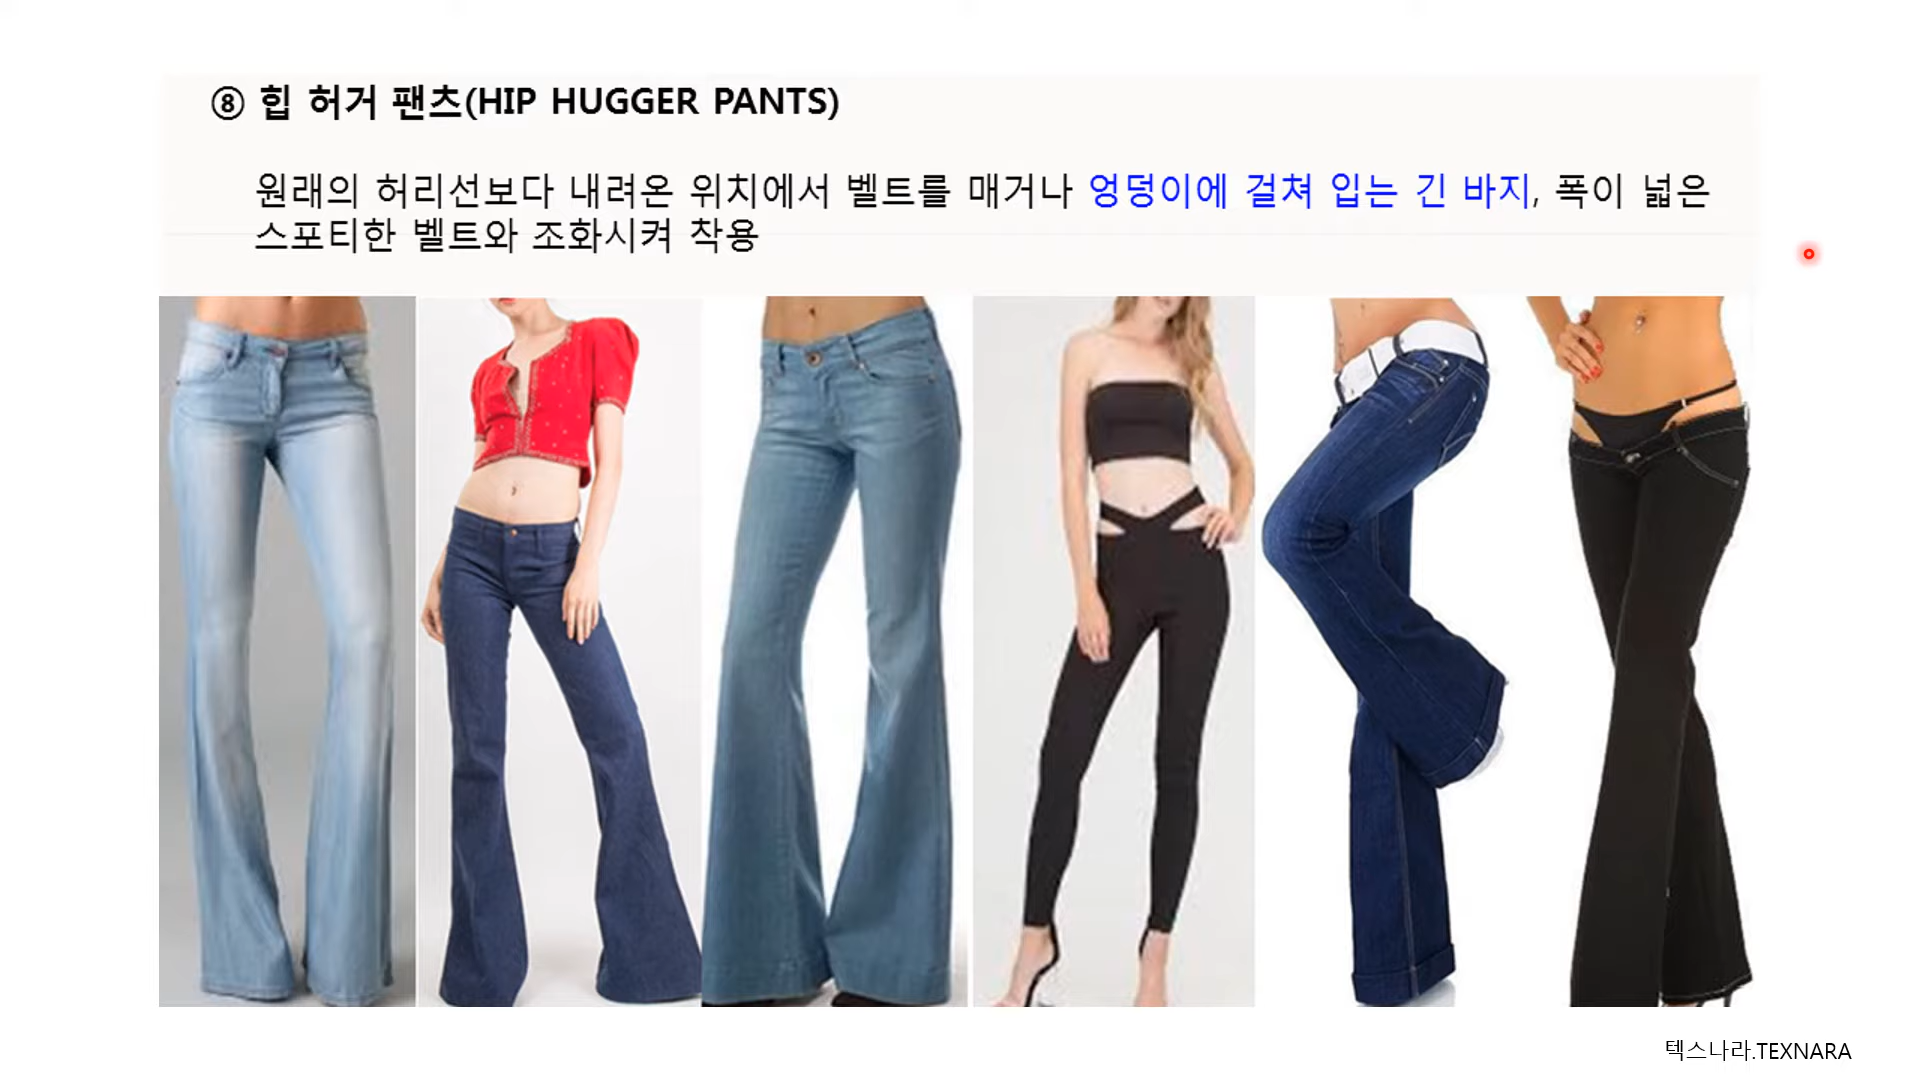 ⑧ 힙 허거 팬츠(HIP HUGGER PANTS)
원래의 허리선보다 내려온 위치에서 벨트를 매거나 엉덩이에 걸쳐 입는 긴 바지, 폭이 넓은
스포티한 벨트와 조화시켜 착용
텍스나라.TEXNARA